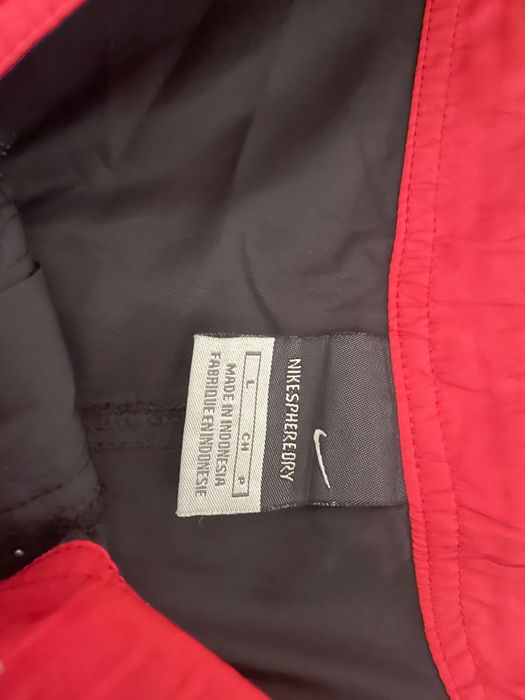 NIKESPHEREDRY
L CH P
MADE IN INDONESIA
FABRIQUE EN INDONESIE